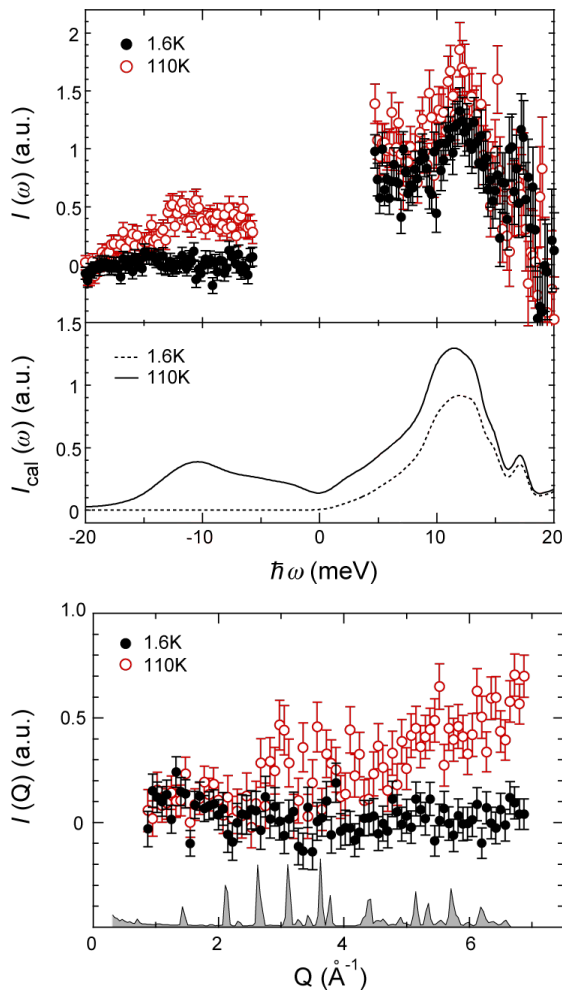 2
1.5
1
0.5
0
I(ω) (a.u.)
1.6K
110K
1.5
1
0.5
0
I_cal (ω) (a.u.)
1.6K
110K
-20 -10 0 10 20
ħω (meV)
1.0
0.5
0
I(Q) (a.u.)
1.6K
110K
0 2 4 6
Q (Å⁻¹)